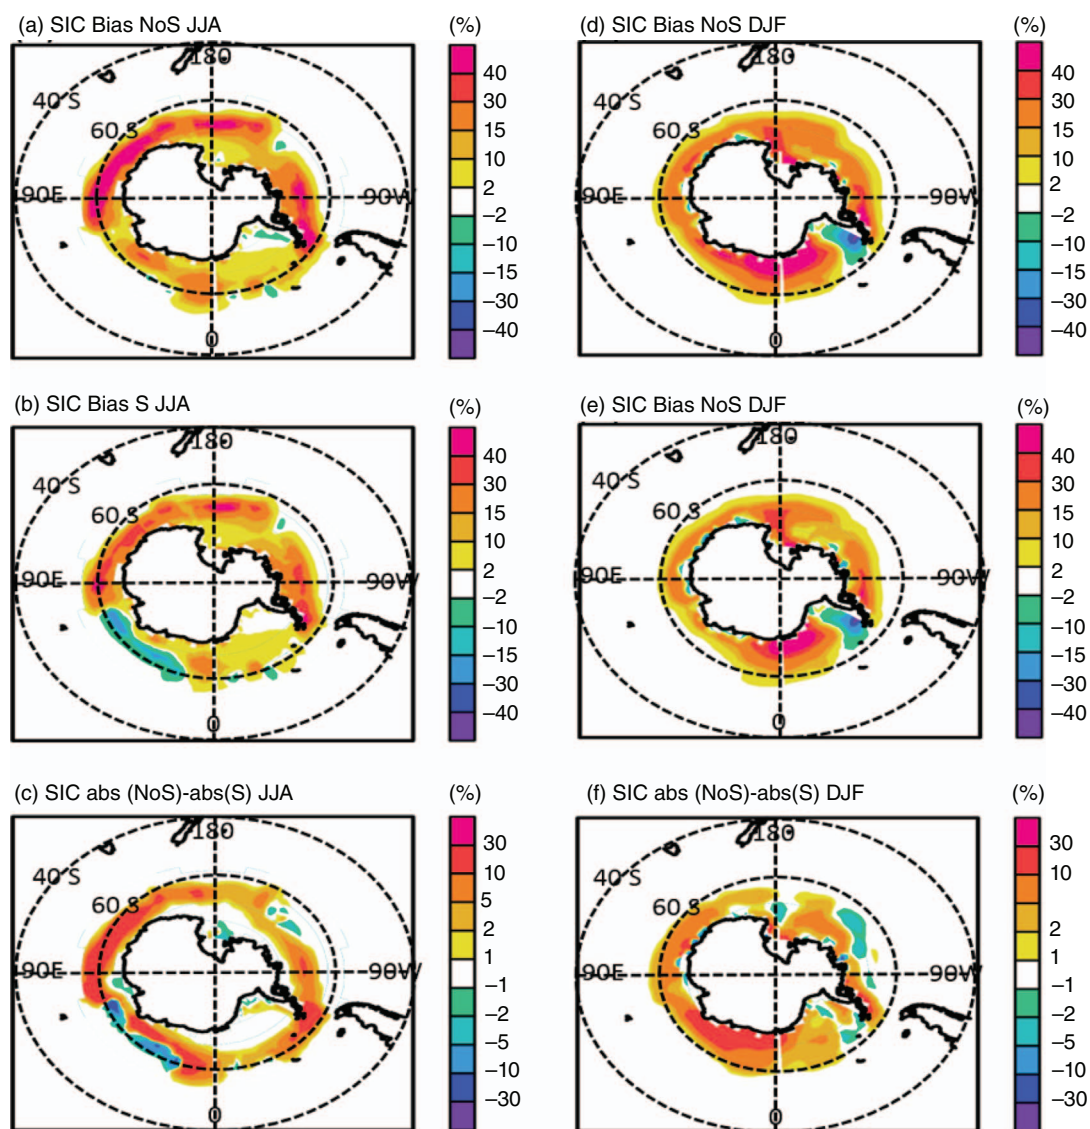 (a) SIC Bias NoS JJA
(%)
180
40 S
60 S
90E
90W
0
40
30
15
10
2
−2
−10
−15
−30
−40
(d) SIC Bias NoS DJF
(%)
180
40 S
60 S
90E
90W
0
40
30
15
10
2
−2
−10
−15
−30
−40
(b) SIC Bias S JJA
(%)
180
40 S
60 S
90E
90W
0
40
30
15
10
2
−2
−10
−15
−30
−40
(e) SIC Bias NoS DJF
(%)
180
40 S
60 S
90E
90W
0
40
30
15
10
2
−2
−10
−15
−30
−40
(c) SIC abs (NoS)-abs(S) JJA
(%)
180
40 S
60 S
90E
90W
0
30
10
5
2
1
−1
−2
−5
−10
−30
(f) SIC abs (NoS)-abs(S) DJF
(%)
180
40 S
60 S
90E
90W
0
30
10
2
1
−1
−2
−5
−10
−30